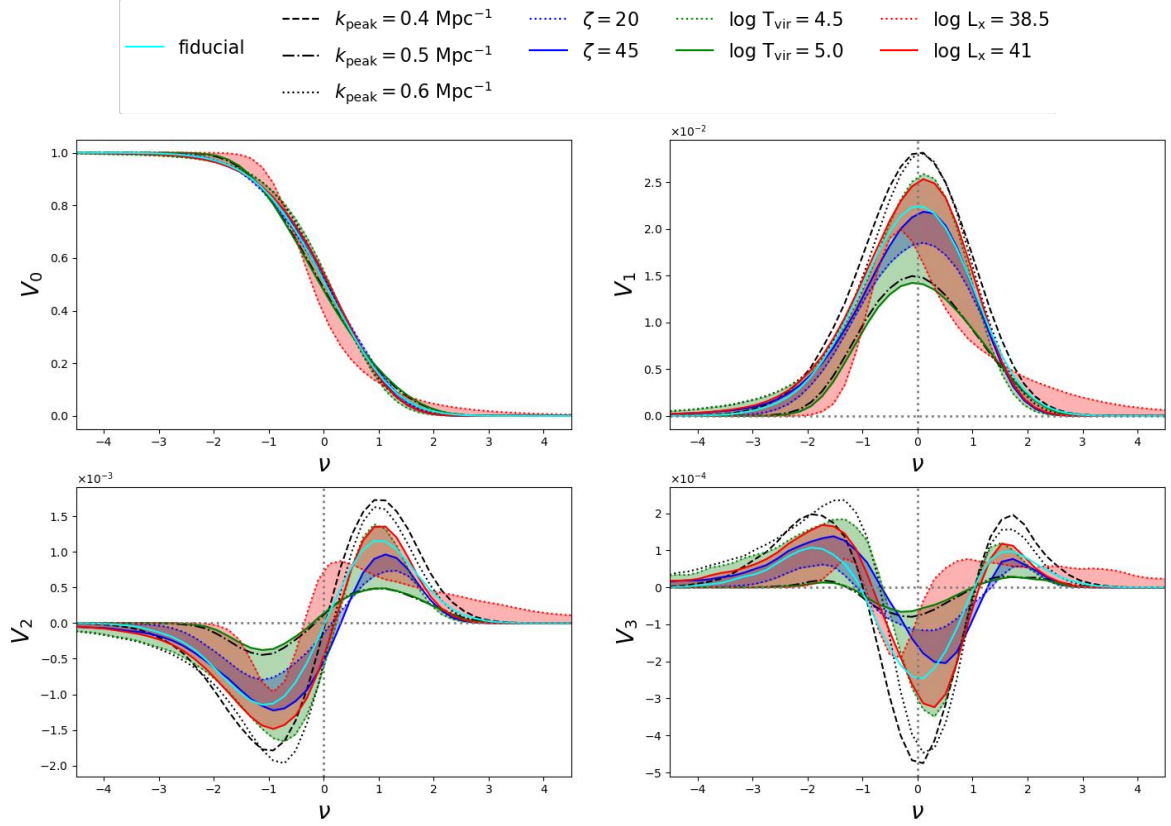 fiducial
k_peak = 0.4 Mpc⁻¹
k_peak = 0.5 Mpc⁻¹
k_peak = 0.6 Mpc⁻¹
ζ = 20
ζ = 45
log T_vir = 4.5
log T_vir = 5.0
log L_x = 38.5
log L_x = 41
V₀
1.0
0.8
0.6
0.4
0.2
0.0
−4 −3 −2 −1 0 1 2 3 4
ν
×10⁻²
V₁
2.5
2.0
1.5
1.0
0.5
0.0
−4 −3 −2 −1 0 1 2 3 4
ν
×10⁻³
V₂
1.5
1.0
0.5
0.0
−0.5
−1.0
−1.5
−2.0
−4 −3 −2 −1 0 1 2 3 4
ν
×10⁻⁴
V₃
2
1
0
−1
−2
−3
−4
−5
−4 −3 −2 −1 0 1 2 3 4
ν